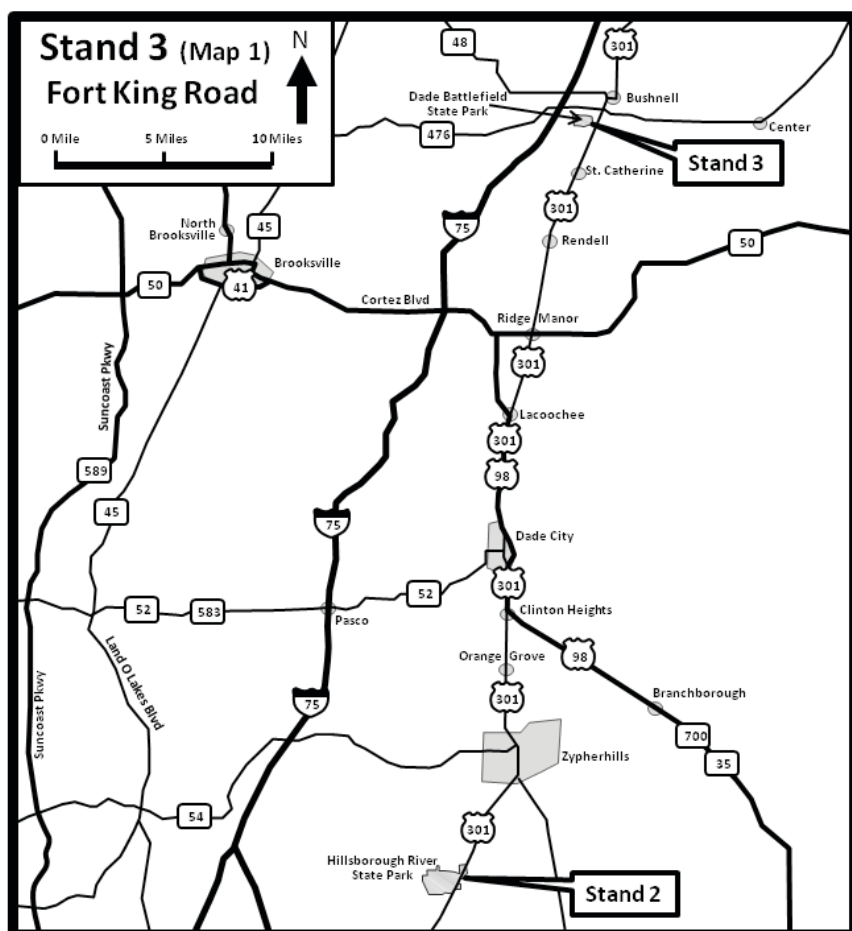 Stand 3 (Map 1)
Fort King Road
N
0 Mile
5 Miles
10 Miles
48
301
Bushnell
Dade Battlefield
State Park
476
Center
Stand 3
St. Catherine
301
75
North
Brooksville
45
Rendell
50
Brooksville
50
41
Cortez Blvd
Ridge Manor
301
Suncoast Pkwy
Lacoochee
301
589
98
45
75
Dade City
301
52
52
583
Pasco
Clinton Heights
Land O Lakes Blvd
Orange Grove
98
Suncoast Pkwy
75
301
Branchborough
700
35
Zypherhills
54
301
Hillsborough River
State Park
Stand 2